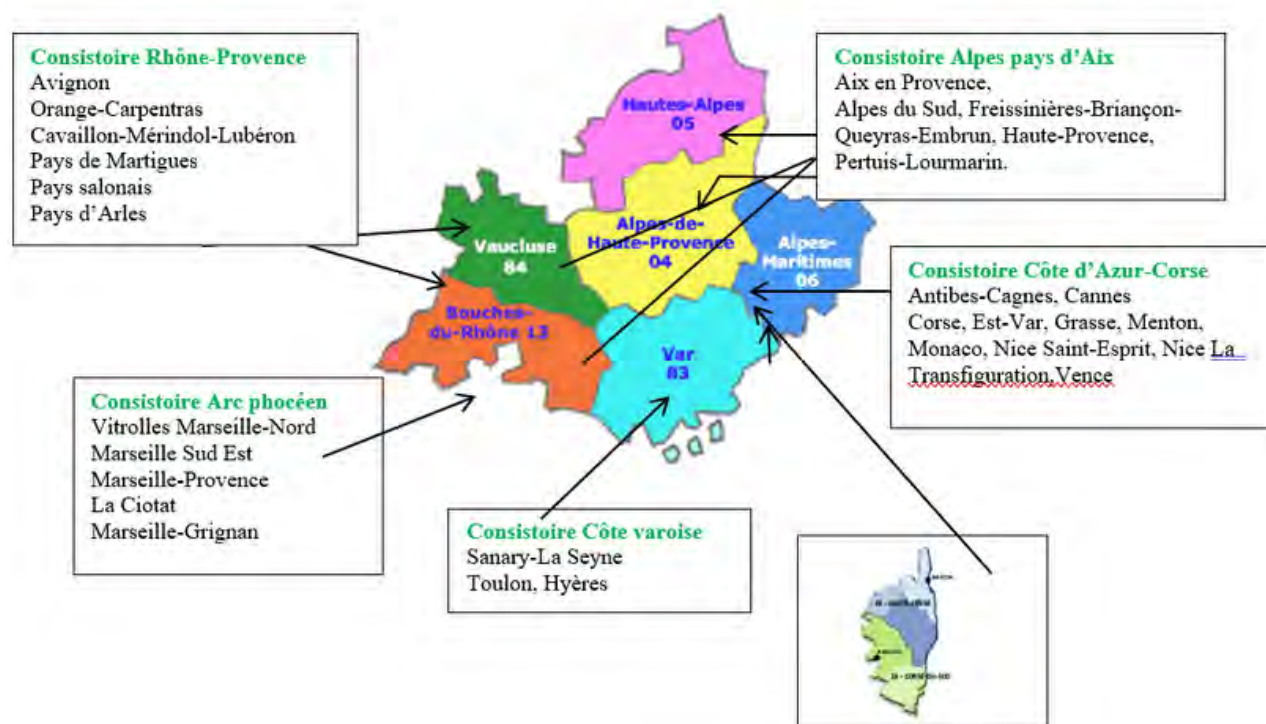 Consistoire Rhône-Provence
Avignon
Orange-Carpentras
Cavaillon-Mérindol-Lubéron
Pays de Martigues
Pays salonais
Pays d'Arles
Consistoire Alpes pays d'Aix
Aix en Provence,
Alpes du Sud, Freissinières-Briançon-
Queyras-Embrun, Haute-Provence,
Pertuis-Lourmarin.
Hautes-Alpes
05
Alpes-de-
Haute-Provence
04
Vaucluse
84
Alpes-
Maritimes
06
Bouches-
du-Rhône 13
Var
83
Consistoire Côte d'Azur-Corse
Antibes-Cagnes, Cannes
Corse, Est-Var, Grasse, Menton,
Monaco, Nice Saint-Esprit, Nice La
Transfiguration,Vence
Consistoire Arc phocéen
Vitrolles Marseille-Nord
Marseille Sud Est
Marseille-Provence
La Ciotat
Marseille-Grignan
Consistoire Côte varoise
Sanary-La Seyne
Toulon, Hyères